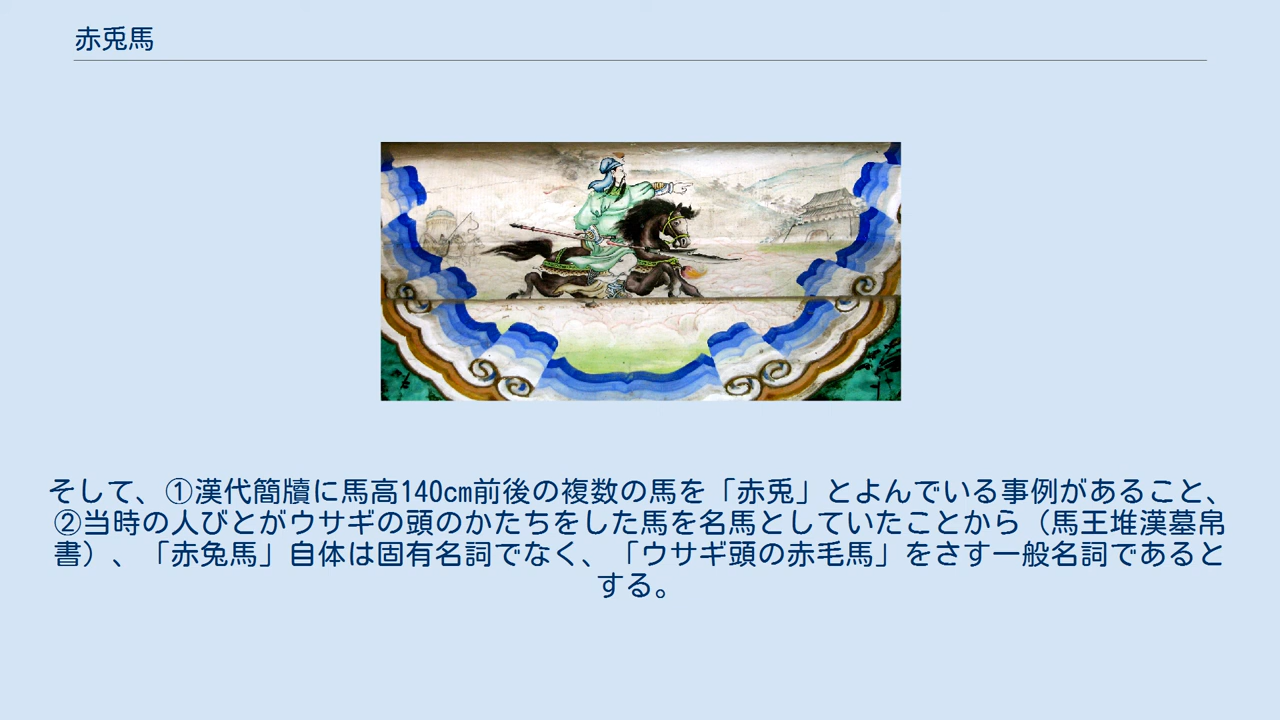 赤兎馬
そして、①漢代簡牘に馬高140cm前後の複数の馬を「赤兎」とよんでいる事例があること、
②当時の人びとがウサギの頭のかたちをした馬を名馬としていたことから（馬王堆漢墓帛
書）、「赤兔馬」自体は固有名詞でなく、「ウサギ頭の赤毛馬」をさす一般名詞であると
する。